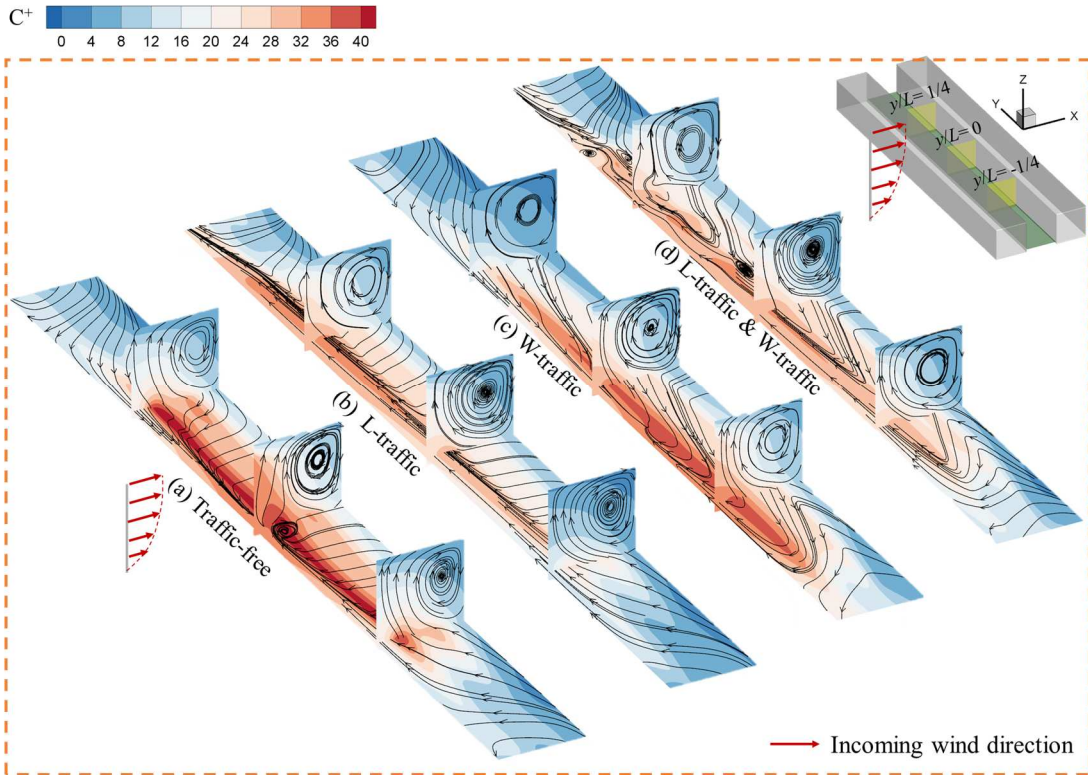 C⁺
0 4 8 12 16 20 24 28 32 36 40
y/L= 1/4
y/L= 0
y/L= -1/4
Z
Y
X
(a) Traffic-free
(b) L-traffic
(c) W-traffic
(d) L-traffic & W-traffic
Incoming wind direction